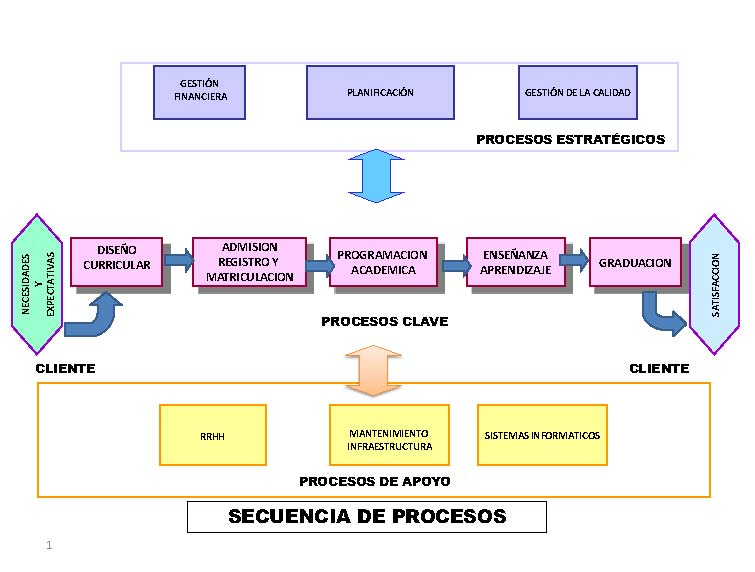 GESTIÓN
FINANCIERA
PLANIFICACIÓN
GESTIÓN DE LA CALIDAD
PROCESOS ESTRATÉGICOS
NECESIDADES
Y
EXPECTATIVAS
DISEÑO
CURRICULAR
ADMISION
REGISTRO Y
MATRICULACION
PROGRAMACION
ACADEMICA
ENSEÑANZA
APRENDIZAJE
GRADUACION
SATISFACCION
PROCESOS CLAVE
CLIENTE
CLIENTE
RRHH
MANTENIMIENTO
INFRAESTRUCTURA
SISTEMAS INFORMATICOS
PROCESOS DE APOYO
SECUENCIA DE PROCESOS
1